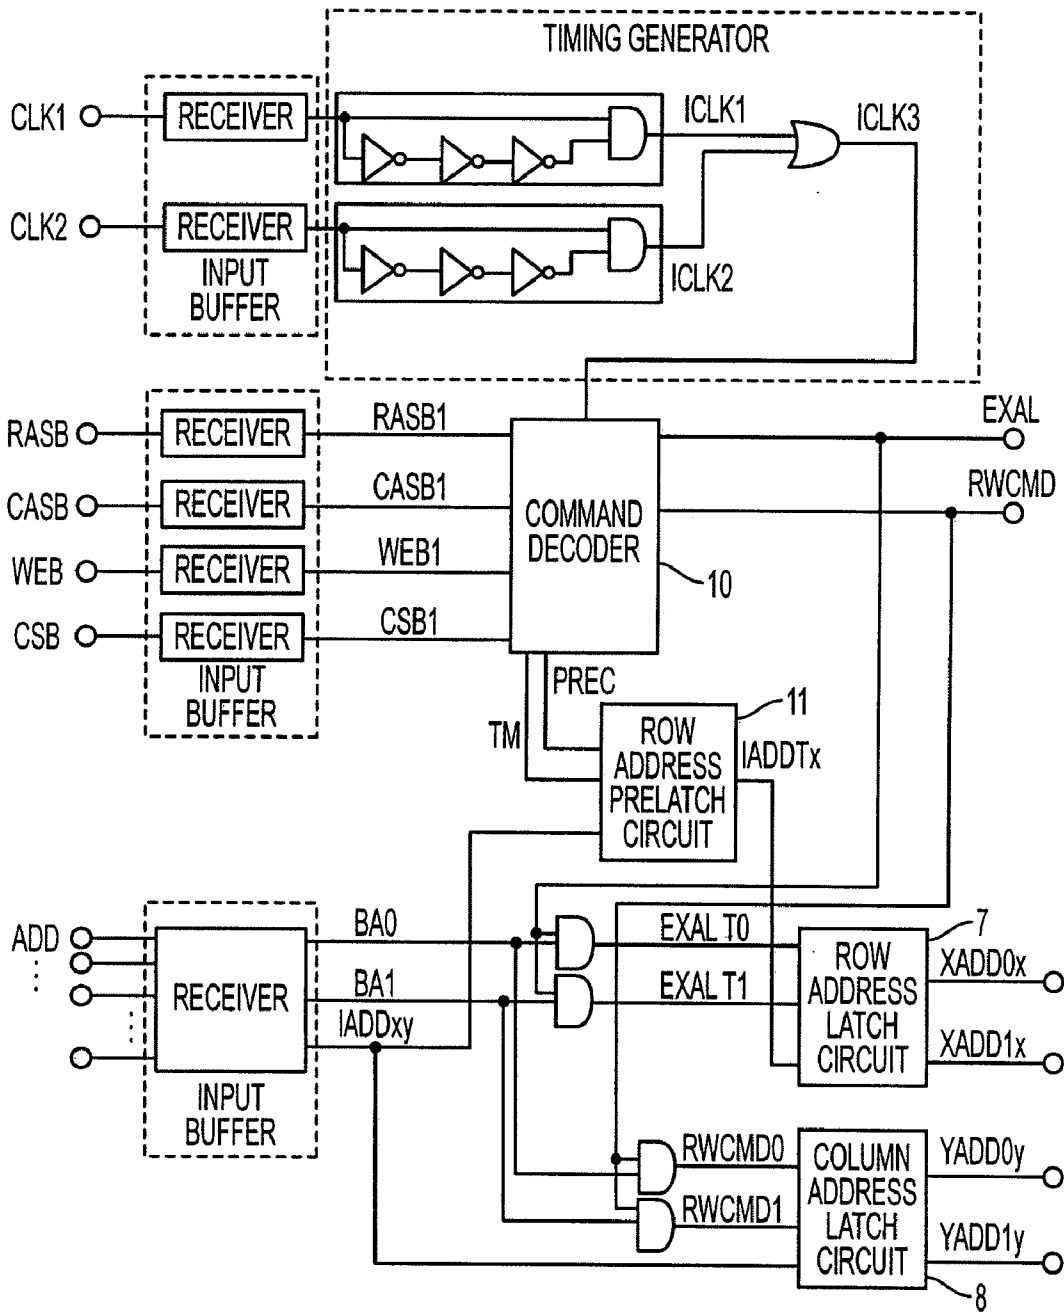 TIMING GENERATOR
CLK1
RECEIVER
ICLK1
ICLK3
CLK2
RECEIVER
INPUT
BUFFER
ICLK2
RASB
RECEIVER
RASB1
EXAL
CASB
RECEIVER
CASB1
COMMAND
DECODER
RWCMD
WEB
RECEIVER
WEB1
10
CSB
RECEIVER
CSB1
INPUT
BUFFER
PREC
TM
11
ROW
ADDRESS
PRELATCH
CIRCUIT
IADDTx
ADD
RECEIVER
INPUT
BUFFER
BA0
BA1
IADDxy
EXAL T0
EXAL T1
7
ROW
ADDRESS
LATCH
CIRCUIT
XADD0x
XADD1x
RWCMD0
RWCMD1
COLUMN
ADDRESS
LATCH
CIRCUIT
YADD0y
YADD1y
8